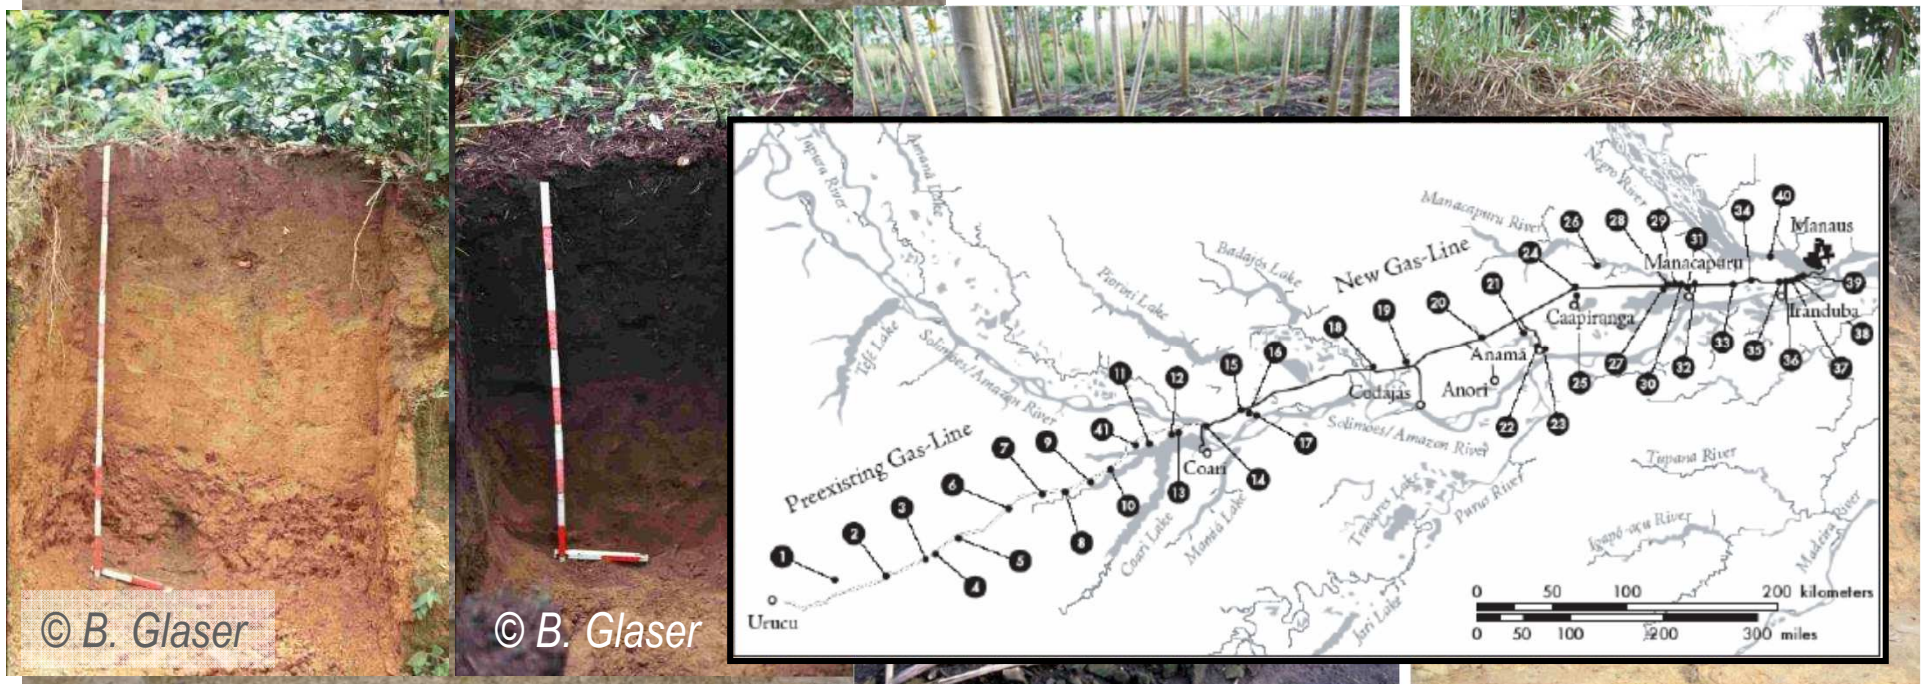 © B. Glaser
© B. Glaser
Japura River
Amanã Lake
Tefé Lake
Solimões/Amazon River
Piorini Lake
Badajós Lake
New Gas-Line
Manacapuru River
Negro River
Manaus
Manacapuru
Iranduba
Caapiranga
Anamã
Anori
Codajás
Solimões/Amazon River
Preexisting Gas-Line
Coari
Coari Lake
Mamiá Lake
Travares Lake
Purus River
Jari Lake
Tupana River
Igapó-açu River
Madeira River
Urucu
1
2
3
4
5
6
7
8
9
10
41
11
12
13
14
15
16
17
18
19
20
21
22
23
24
25
26
27
28
29
30
31
32
33
34
35
36
37
38
39
40
0 50 100 200 kilometers
0 50 100 200 300 miles